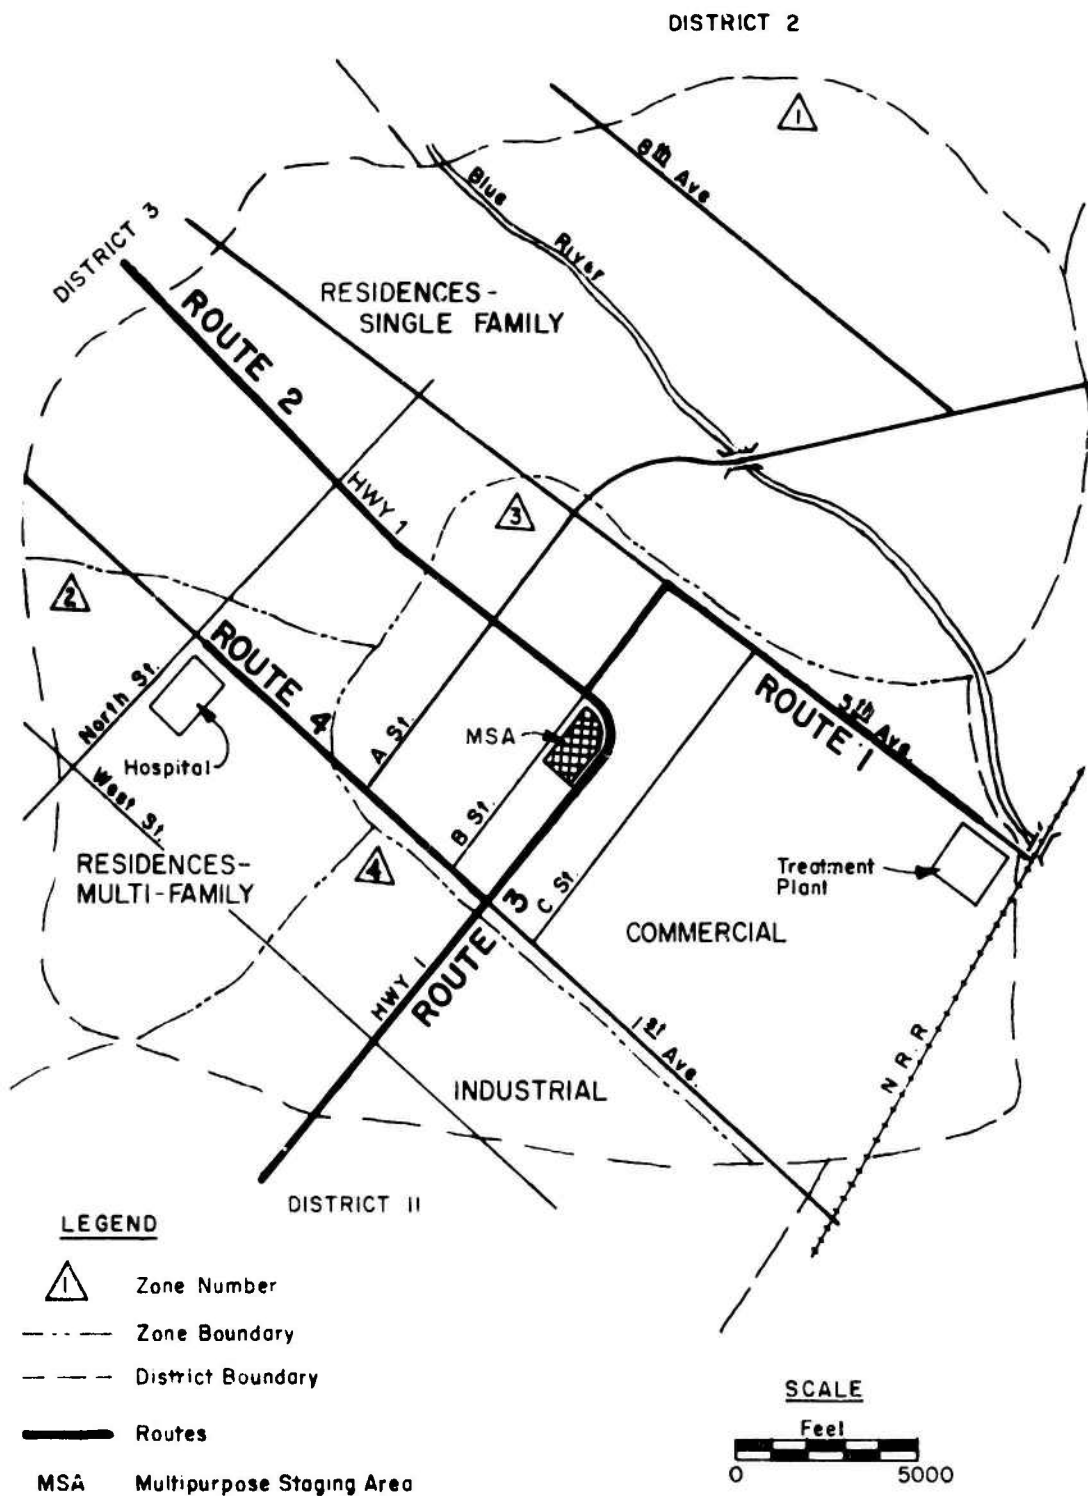 DISTRICT 2
1
8th Ave
Blue
River
DISTRICT 3
RESIDENCES-
SINGLE FAMILY
ROUTE 2
HWY 1
3
2
ROUTE 4
North St.
Hospital
A St.
MSA
ROUTE 1
5th Ave.
West St.
B St.
RESIDENCES-
MULTI-FAMILY
4
C St.
Treatment
Plant
COMMERCIAL
ROUTE 3
HWY 1
1st Ave.
N R R
INDUSTRIAL
DISTRICT 11
LEGEND
1 Zone Number
Zone Boundary
District Boundary
Routes
MSA Multipurpose Staging Area
SCALE
Feet
0 5000